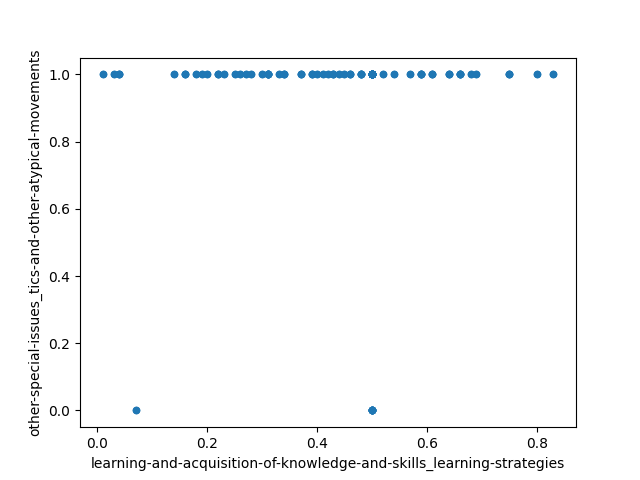 other-special-issues_tics-and-other-atypical-movements
1.0
0.8
0.6
0.4
0.2
0.0
0.0 0.2 0.4 0.6 0.8
learning-and-acquisition-of-knowledge-and-skills_learning-strategies